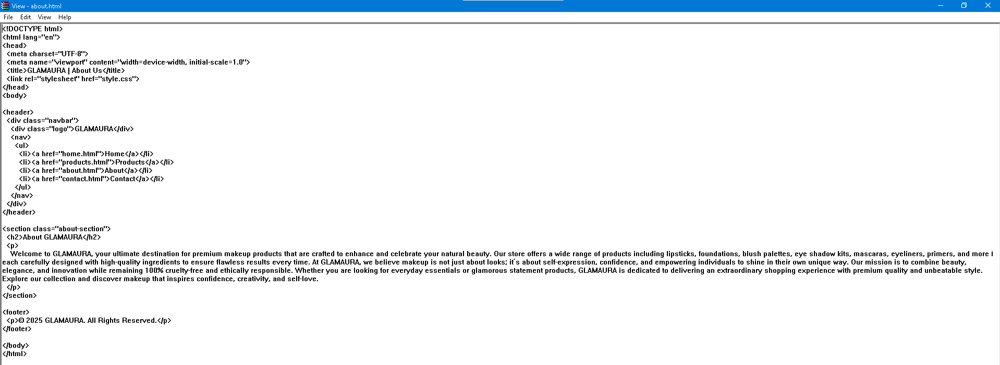 View - about.html
File Edit View Help
<!DOCTYPE html>
<html lang="en">
<head>
  <meta charset="UTF-8">
  <meta name="viewport" content="width=device-width, initial-scale=1.0">
  <title>GLAMAURA | About Us</title>
  <link rel="stylesheet" href="style.css">
</head>
<body>

<header>
  <div class="navbar">
    <div class="logo">GLAMAURA</div>
    <nav>
      <ul>
        <li><a href="home.html">Home</a></li>
        <li><a href="products.html">Products</a></li>
        <li><a href="about.html">About</a></li>
        <li><a href="contact.html">Contact</a></li>
      </ul>
    </nav>
  </div>
</header>

<section class="about-section">
  <h2>About GLAMAURA</h2>
  <p>
    Welcome to GLAMAURA, your ultimate destination for premium makeup products that are crafted to enhance and celebrate your natural beauty. Our store offers a wide range of products including lipsticks, foundations, blush palettes, eye shadow kits, mascaras, eyeliners, primers, and more l
each carefully designed with high-quality ingredients to ensure flawless results every time. At GLAMAURA, we believe makeup is not just about looks; it´s about self-expression, confidence, and empowering individuals to shine in their own unique way. Our mission is to combine beauty,
elegance, and innovation while remaining 100% cruelty-free and ethically responsible. Whether you are looking for everyday essentials or glamorous statement products, GLAMAURA is dedicated to delivering an extraordinary shopping experience with premium quality and unbeatable style.
Explore our collection and discover makeup that inspires confidence, creativity, and self-love.
  </p>
</section>

<footer>
  <p>© 2025 GLAMAURA. All Rights Reserved.</p>
</footer>

</body>
</html>